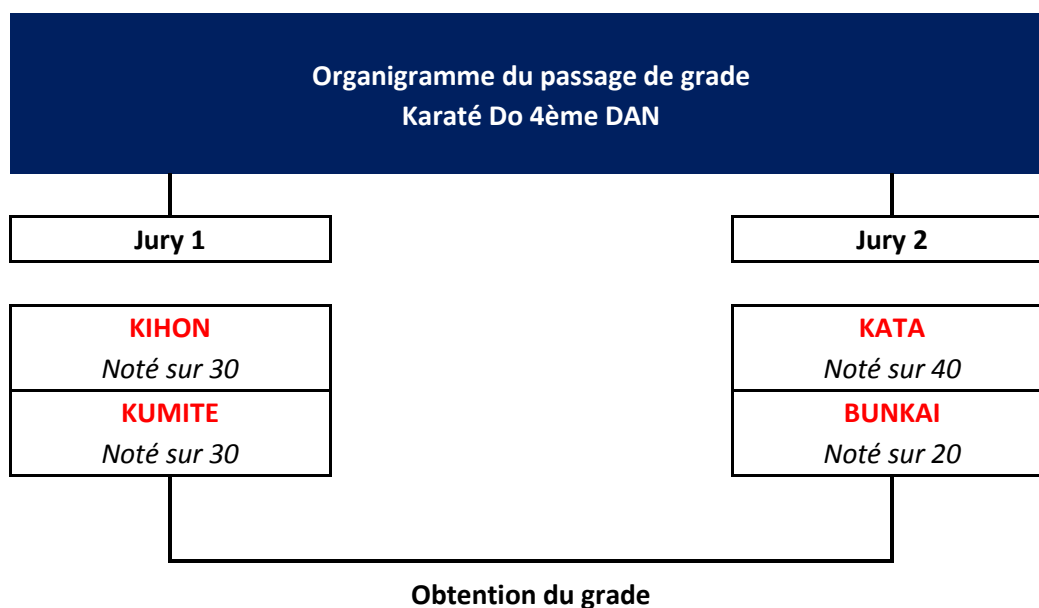 Organigramme du passage de grade
Karaté Do 4ème DAN
Jury 1
Jury 2
KIHON
Noté sur 30
KUMITE
Noté sur 30
KATA
Noté sur 40
BUNKAI
Noté sur 20
Obtention du grade